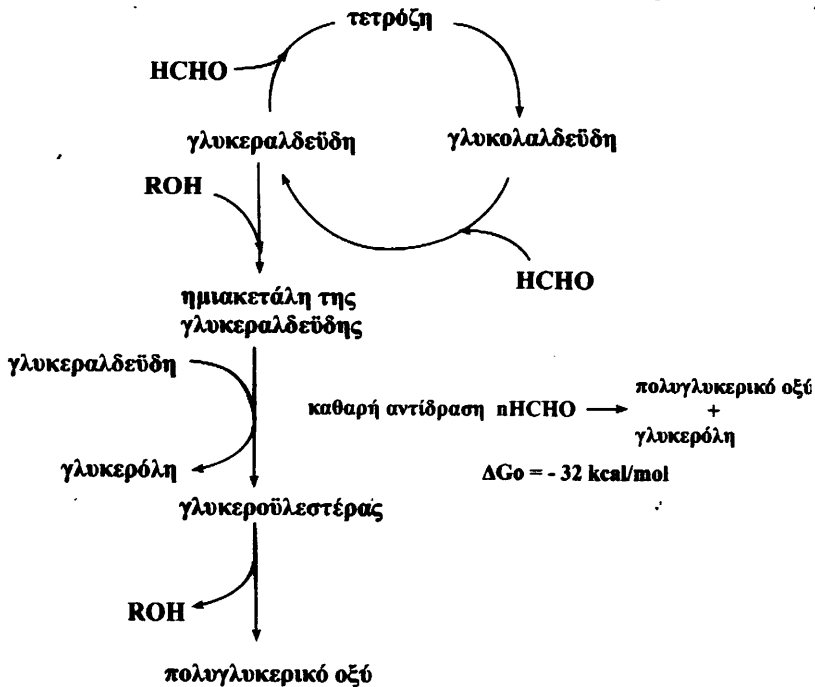 τετρόζη
HCHO
γλυκεραλδεΰδη
γλυκολαλδεΰδη
ROH
HCHO
ημιακετάλη της
γλυκεραλδεΰδης
γλυκεραλδεΰδη
καθαρή αντίδραση nHCHO
πολυγλυκερικό οξύ
+
γλυκερόλη
γλυκερόλη
ΔGo = - 32 kcal/mol
γλυκεροϋλεστέρας
ROH
πολυγλυκερικό οξύ